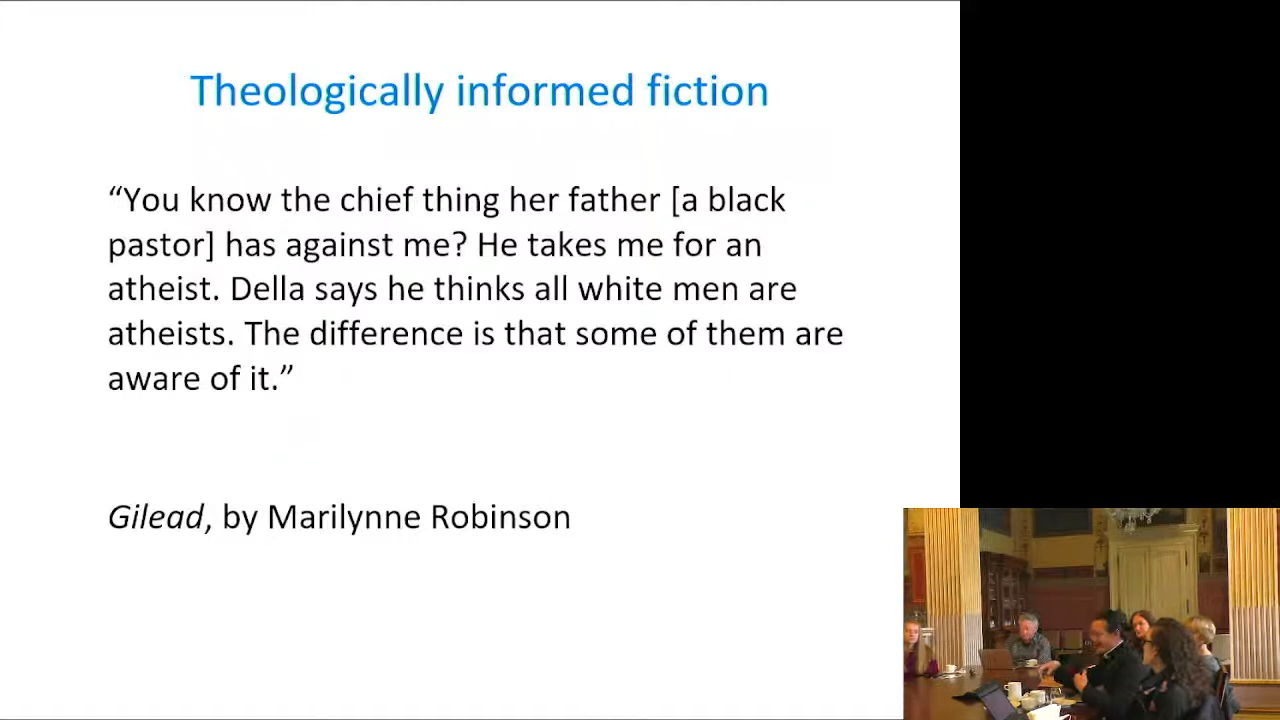 Theologically informed fiction
“You know the chief thing her father [a black
pastor] has against me? He takes me for an
atheist. Della says he thinks all white men are
atheists. The difference is that some of them are
aware of it.”
Gilead, by Marilynne Robinson